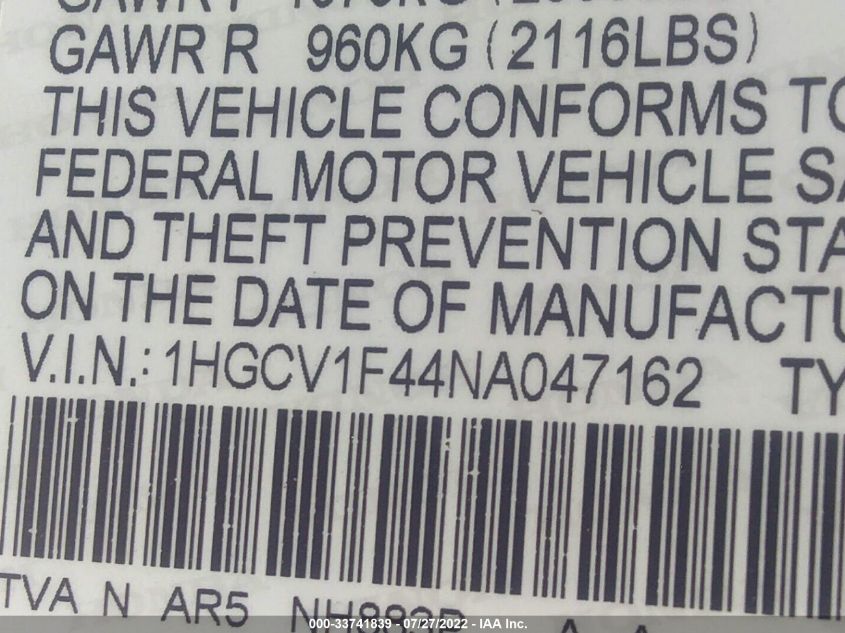 GAWR R 960KG (2116LBS)
THIS VEHICLE CONFORMS TO
FEDERAL MOTOR VEHICLE SA
AND THEFT PREVENTION STA
ON THE DATE OF MANUFACTU
V.I.N.: 1HGCV1F44NA047162 TY
TVA N AR5 NH883P
000-33741839 - 07/27/2022 - IAA Inc.